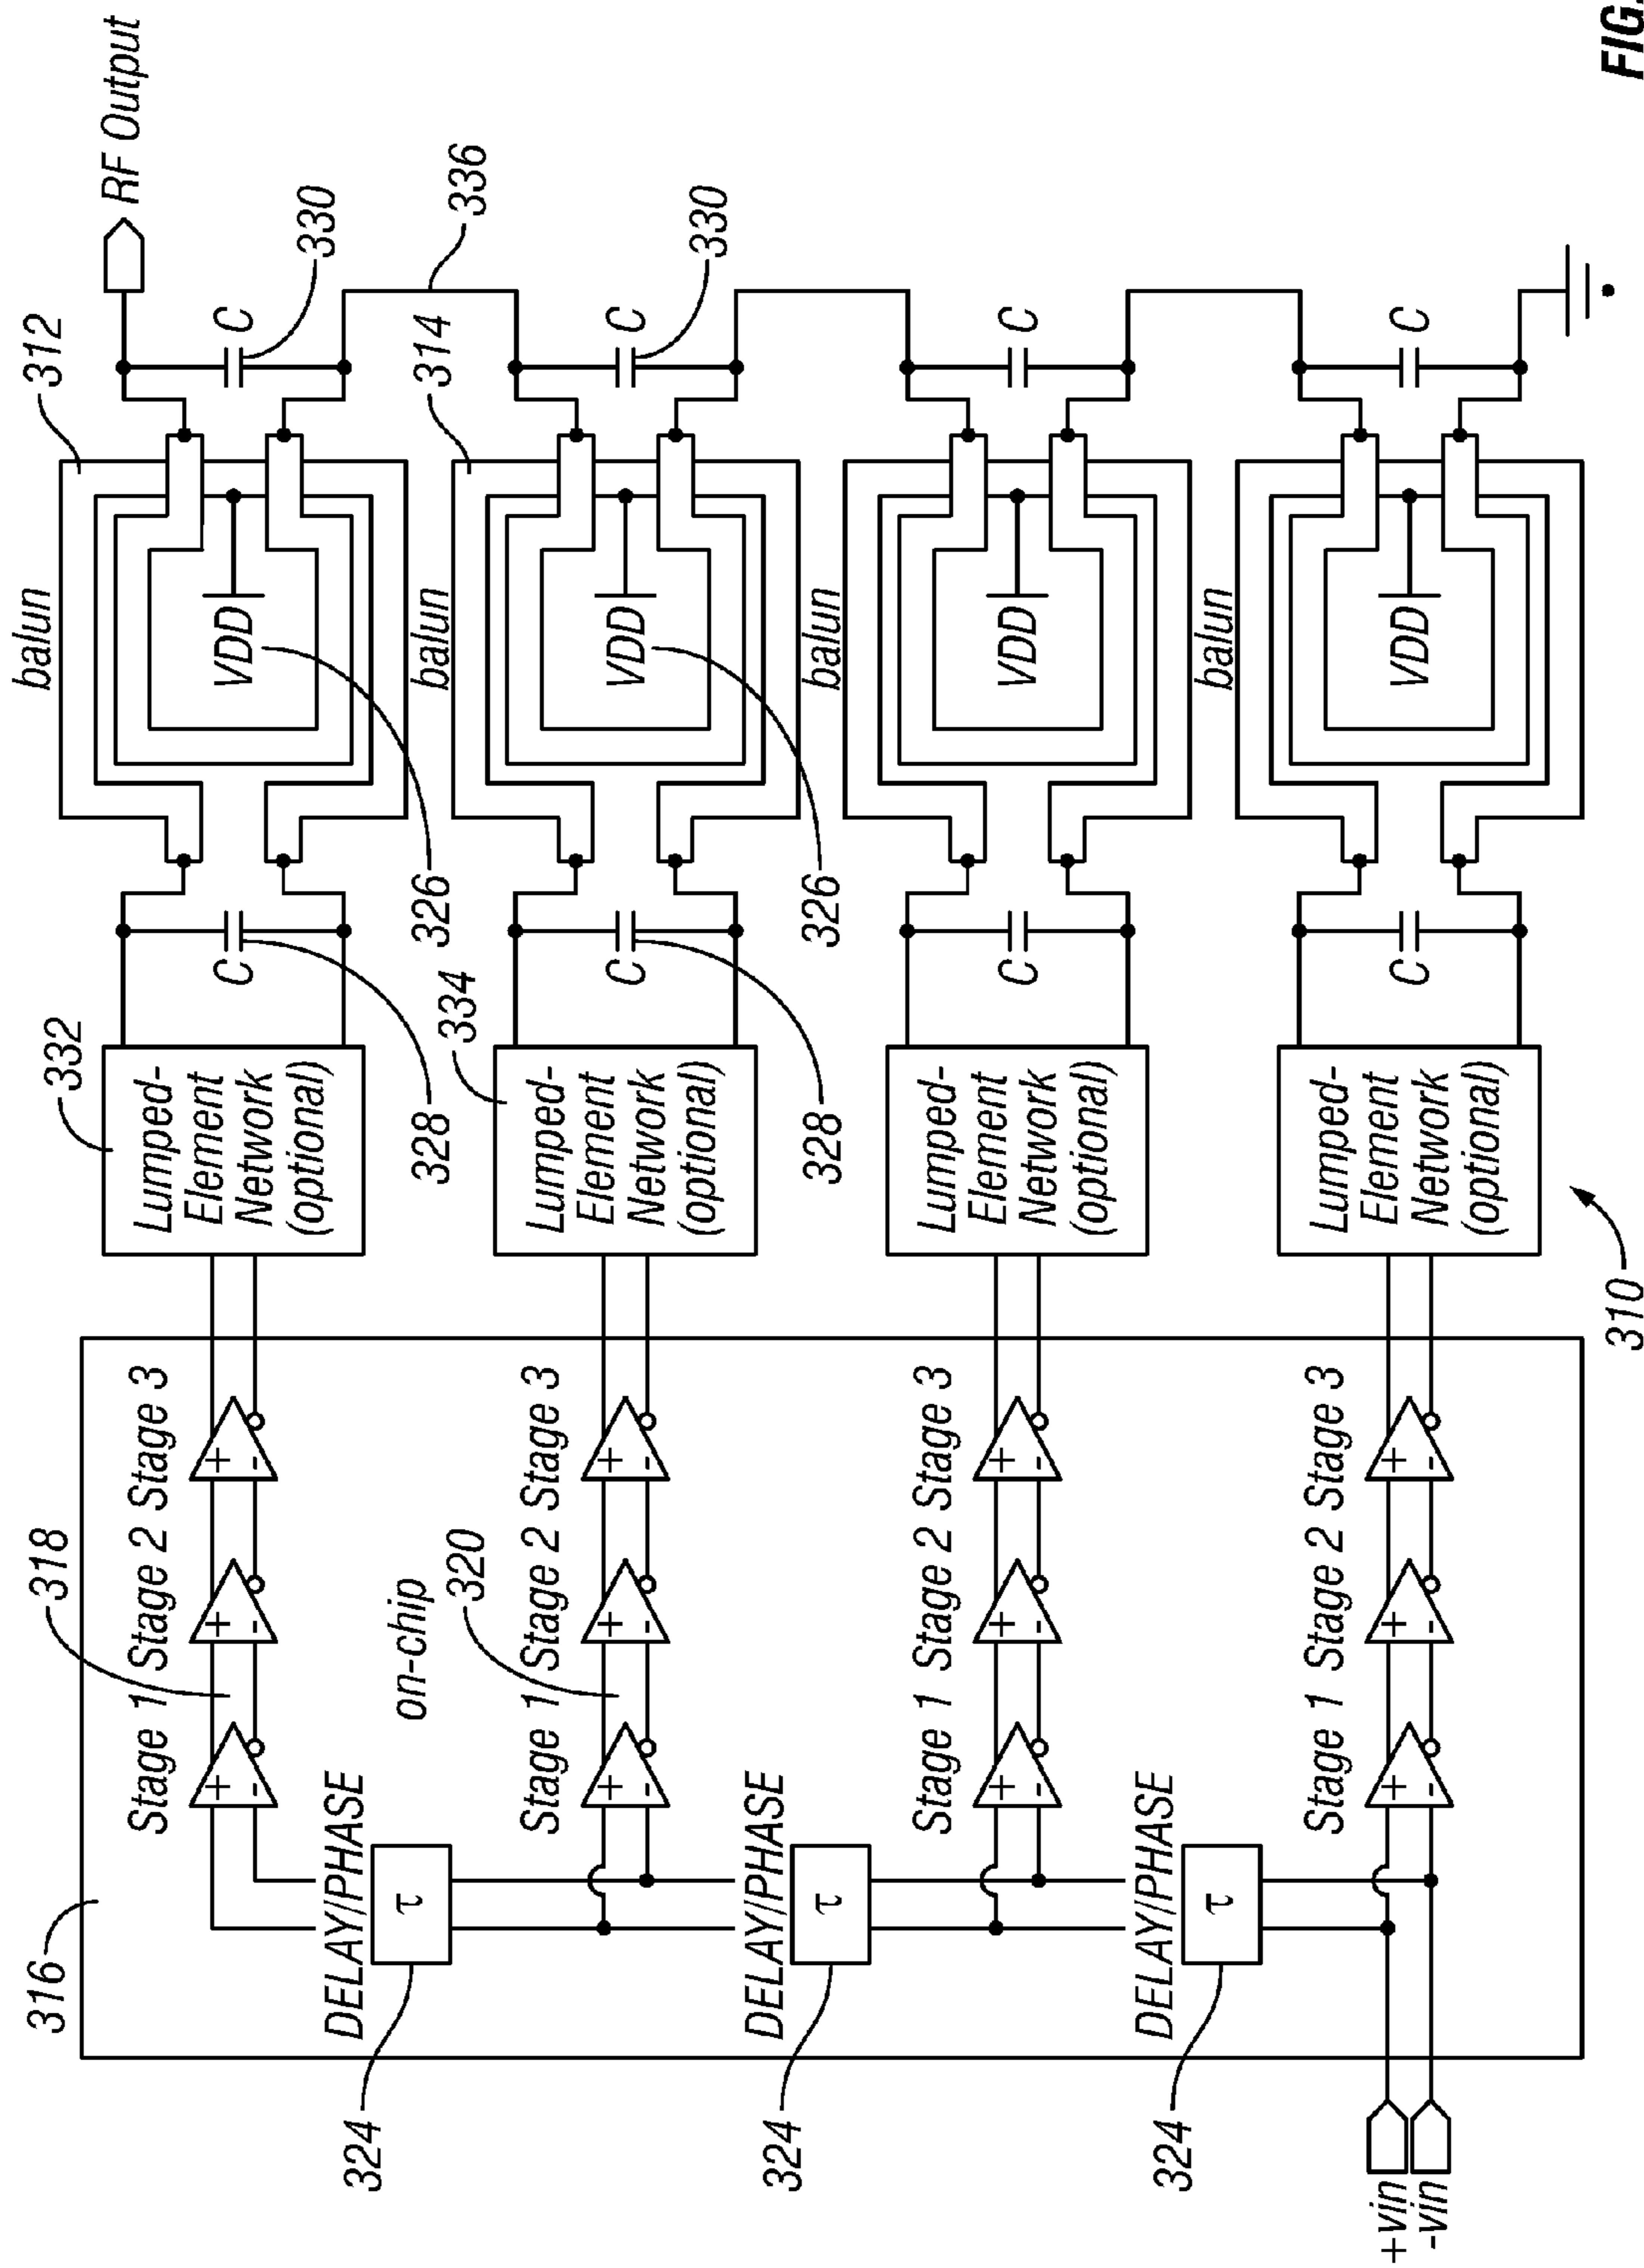 balun
312
RF Output
316
318
332
Stage 1 Stage 2 Stage 3
Lumped-
Element
Network
(optional)
C
VDD
C
330
+ -
+ -
+ -
DELAY/PHASE
324
τ
on-chip
328
326
336
balun
314
320
334
Stage 1 Stage 2 Stage 3
Lumped-
Element
Network
(optional)
C
VDD
C
330
+ -
+ -
+ -
DELAY/PHASE
324
τ
328
326
balun
Stage 1 Stage 2 Stage 3
Lumped-
Element
Network
(optional)
C
VDD
C
+ -
+ -
+ -
DELAY/PHASE
324
τ
balun
Stage 1 Stage 2 Stage 3
Lumped-
Element
Network
(optional)
C
VDD
C
+ -
+ -
+ -
+vin
-vin
310
FIG.